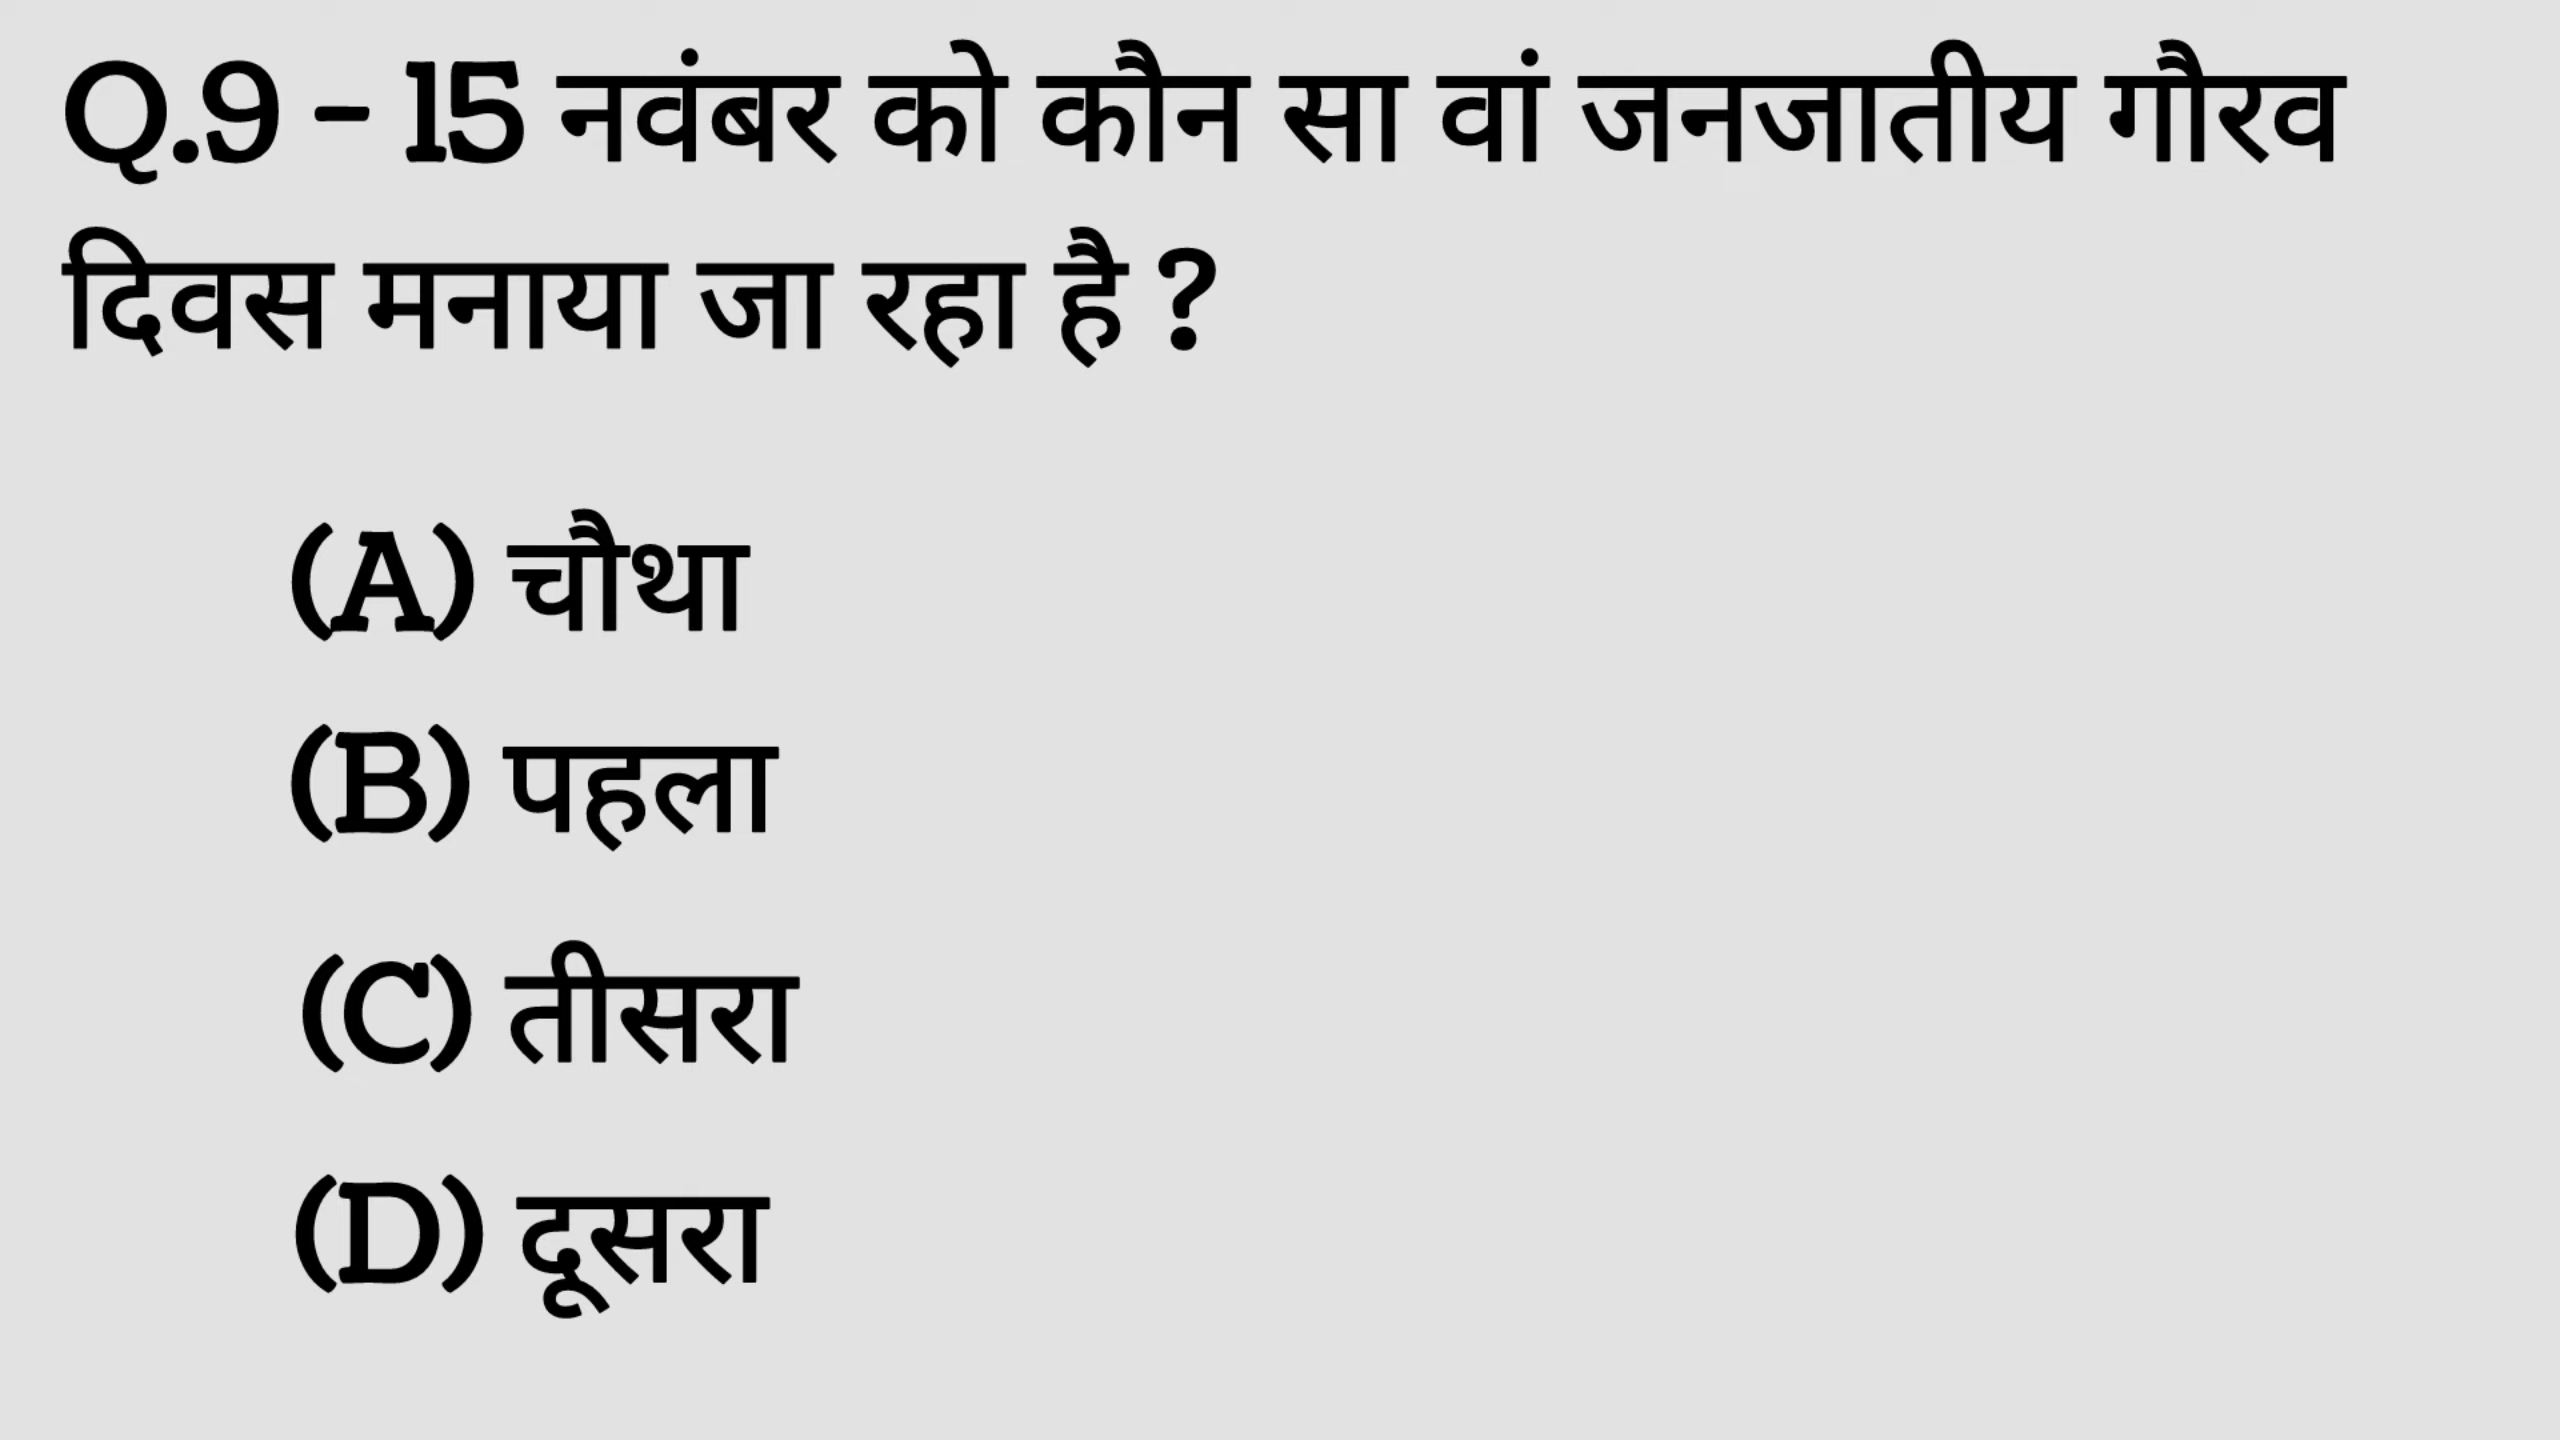 Q.9 - 15 नवंबर को कौन सा वां जनजातीय गौरव
दिवस मनाया जा रहा है ?
(A) चौथा
(B) पहला
(C) तीसरा
(D) दूसरा